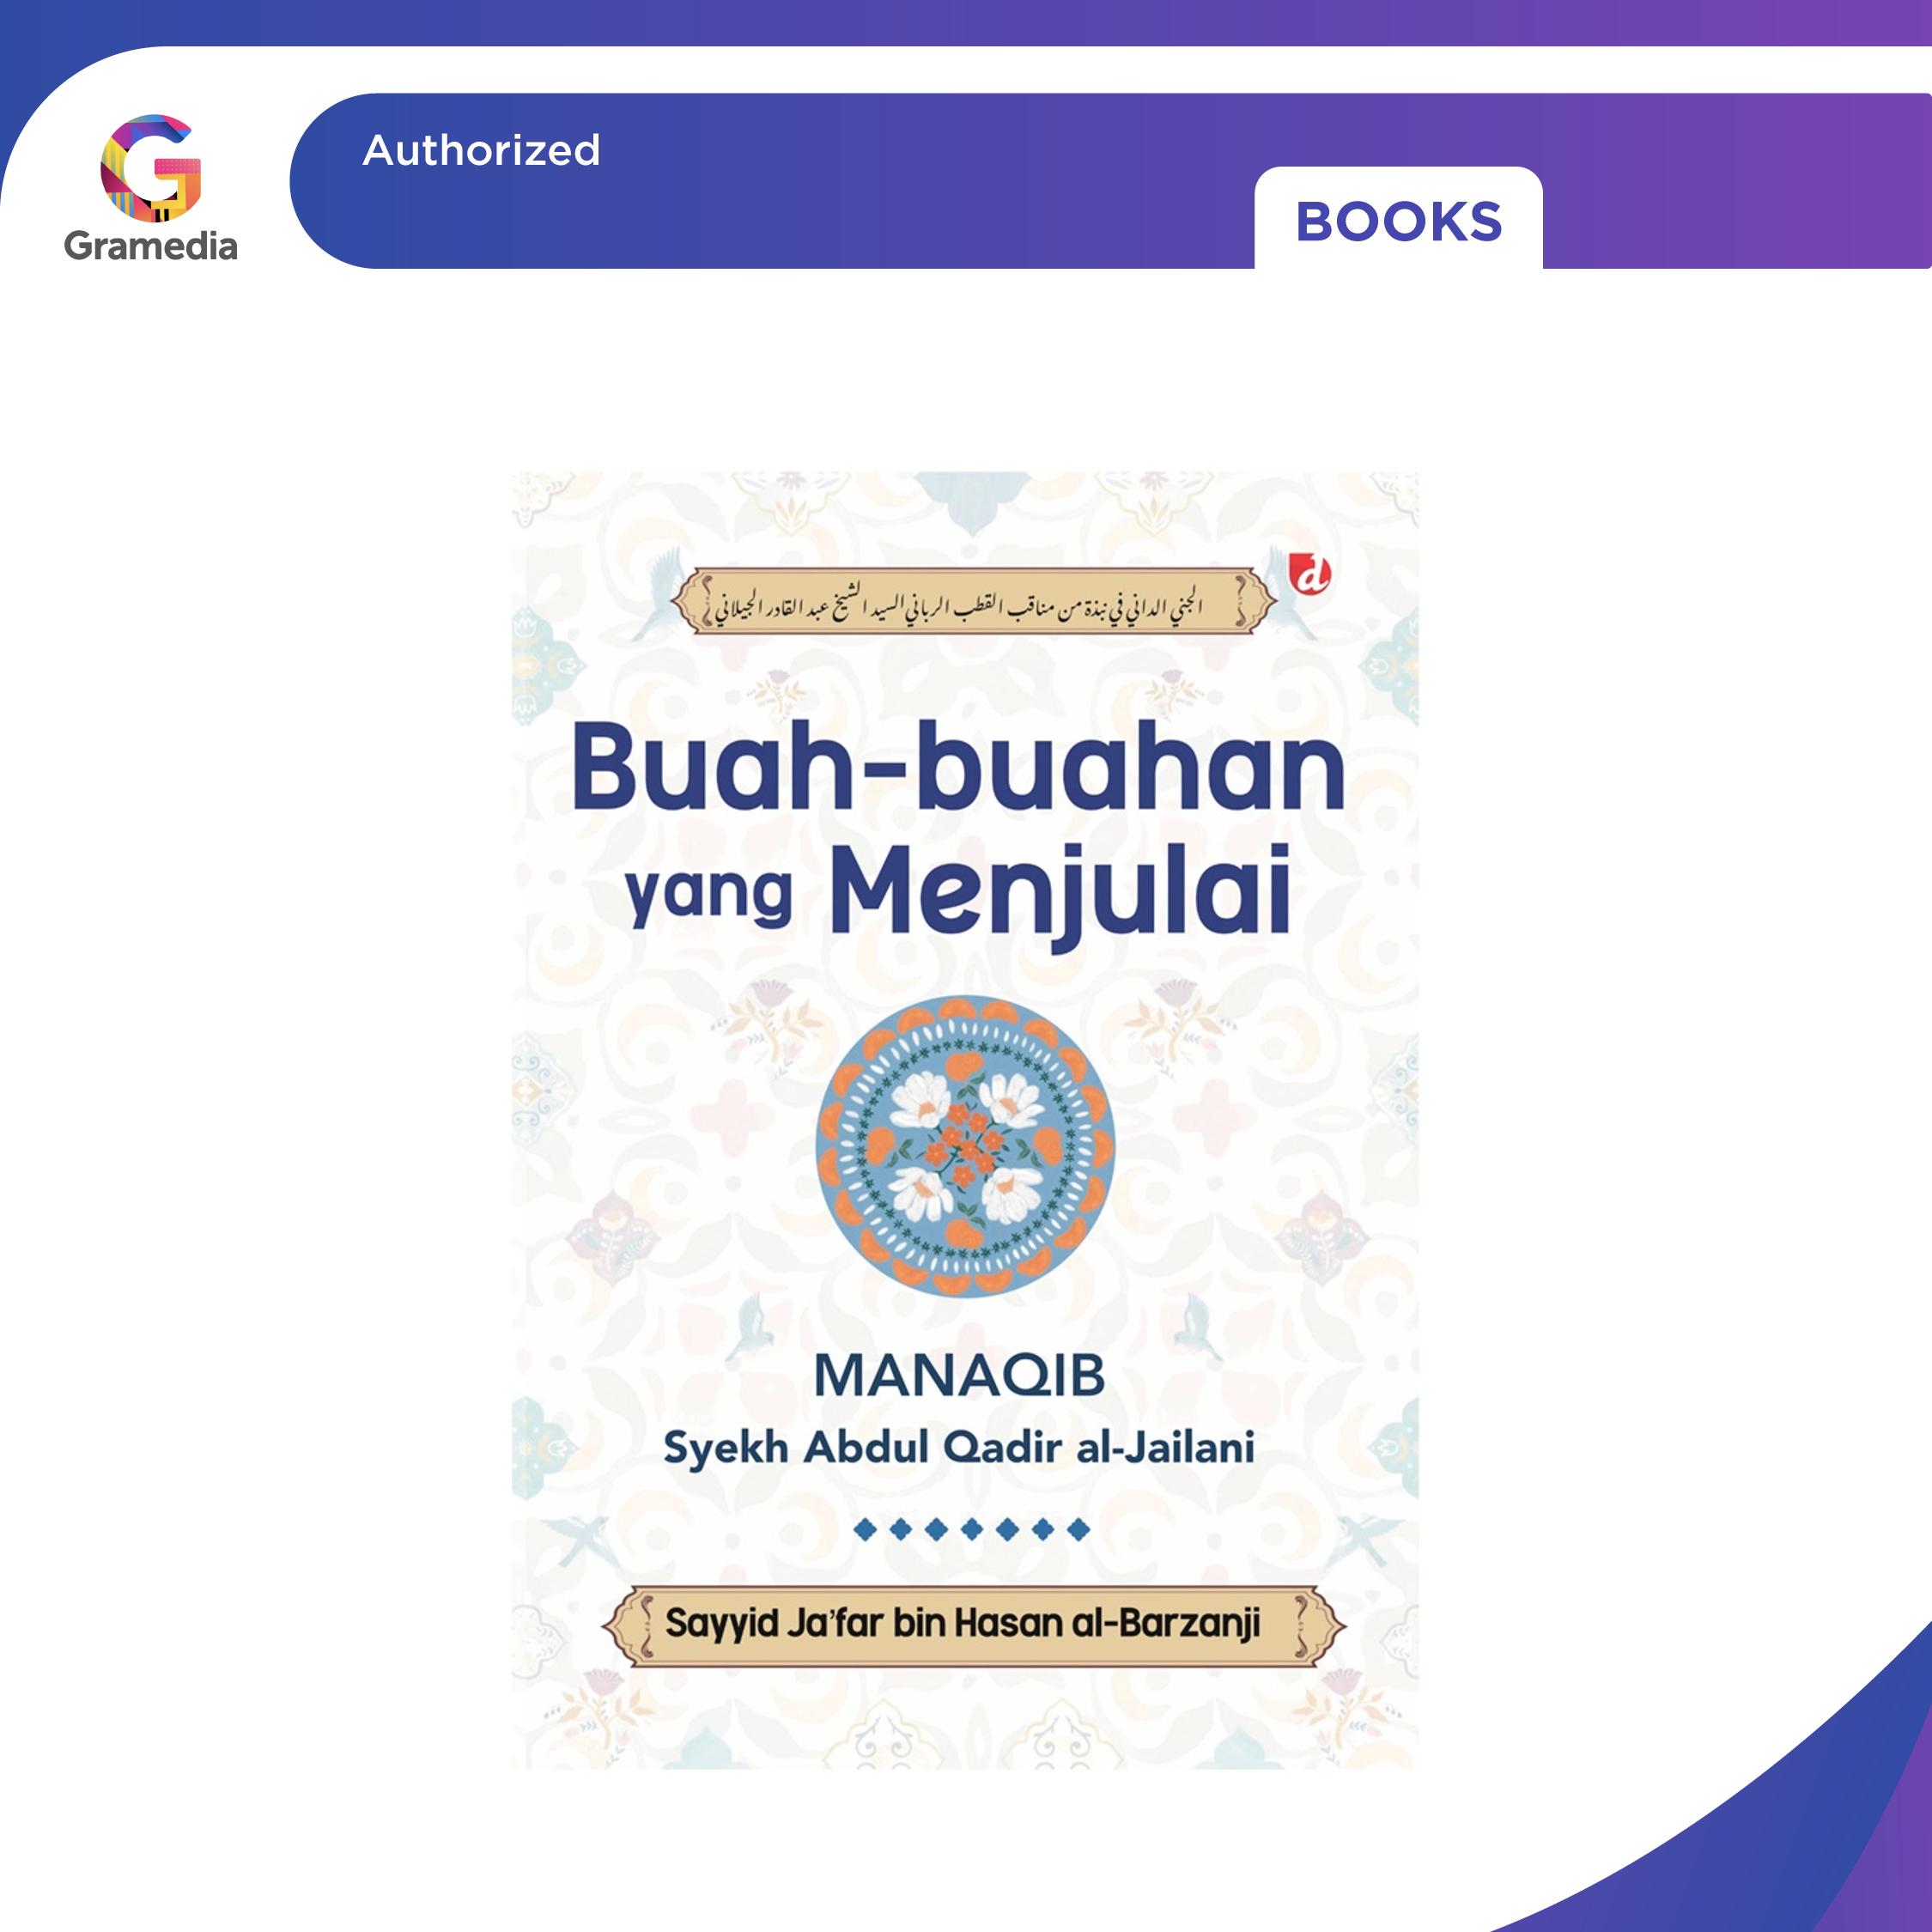 Gramedia
Authorized
BOOKS
الجني الداني في نبذة من مناقب القطب الرباني السيد الشيخ عبد القادر الجيلاني
d
Buah-buahan
yang Menjulai
MANAQIB
Syekh Abdul Qadir al-Jailani
Sayyid Ja'far bin Hasan al-Barzanji